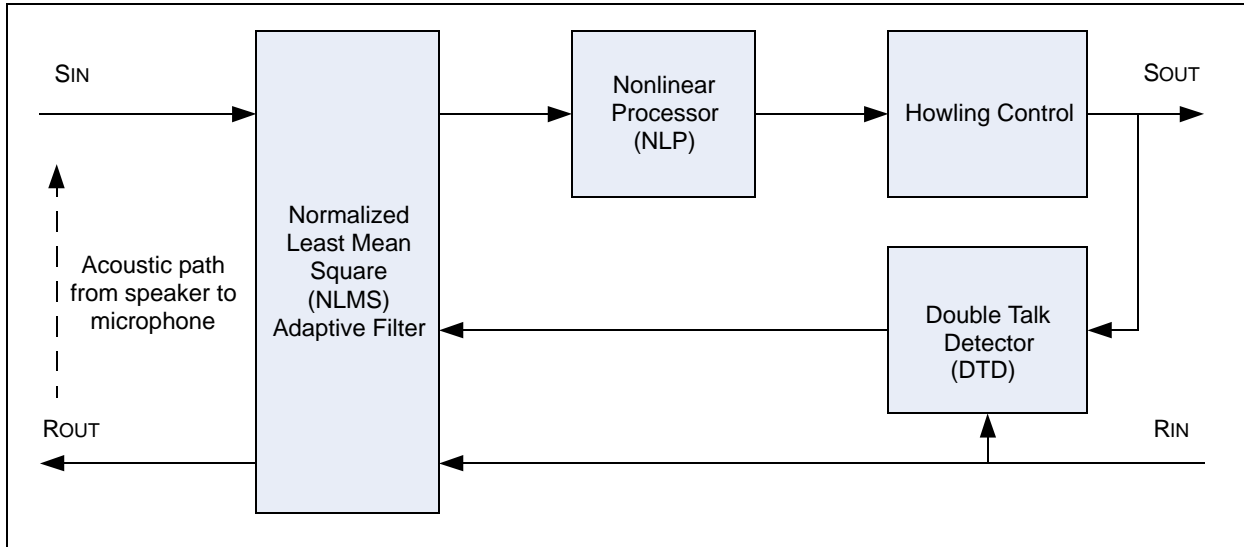 SIN
Nonlinear
Processor
(NLP)
Howling Control
SOUT
Normalized
Least Mean
Square
(NLMS)
Adaptive Filter
Acoustic path
from speaker to
microphone
Double Talk
Detector
(DTD)
ROUT
RIN